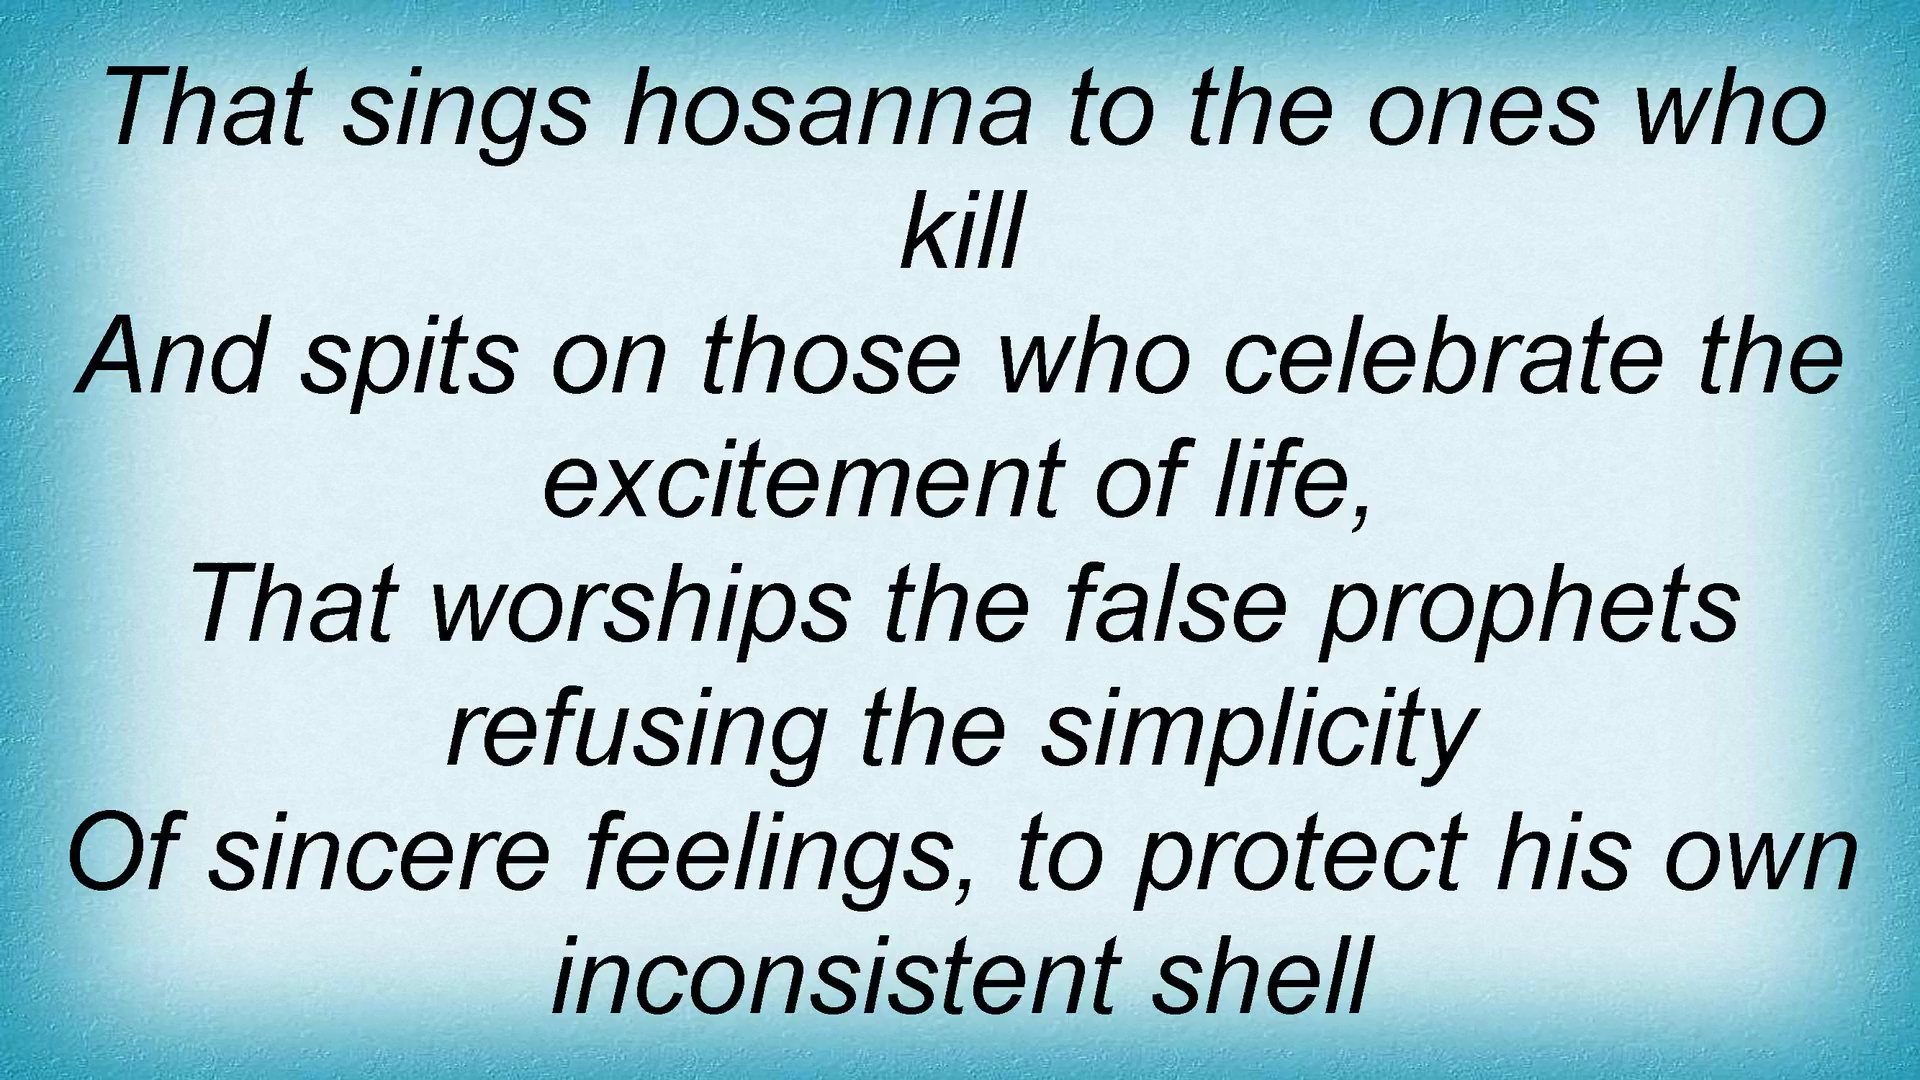 That sings hosanna to the ones who
kill
And spits on those who celebrate the
excitement of life,
That worships the false prophets
refusing the simplicity
Of sincere feelings, to protect his own
inconsistent shell